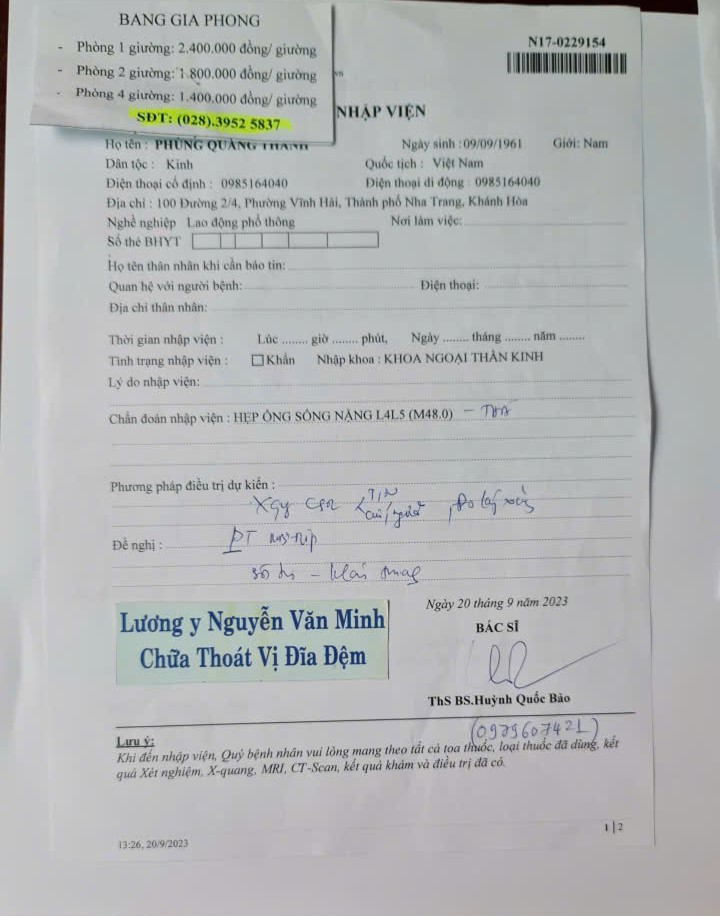 BANG GIA PHONG
- Phòng 1 giường: 2.400.000 đồng/ giường
- Phòng 2 giường: 1.800.000 đồng/ giường
- Phòng 4 giường: 1.400.000 đồng/ giường
SĐT: (028).3952 5837
N17-0229154
NHẬP VIỆN
Họ tên : PHÙNG QUANG THANH Ngày sinh : 09/09/1961 Giới: Nam
Dân tộc : Kinh Quốc tịch : Việt Nam
Điện thoại cố định : 0985164040 Điện thoại di động : 0985164040
Địa chỉ : 100 Đường 2/4, Phường Vĩnh Hải, Thành phố Nha Trang, Khánh Hòa
Nghề nghiệp Lao động phổ thông Nơi làm việc:
Số thẻ BHYT
Họ tên thân nhân khi cần báo tin:
Quan hệ với người bệnh: Điện thoại:
Địa chỉ thân nhân:
Thời gian nhập viện : Lúc ........ giờ ........ phút, Ngày ........ tháng ........ năm ........
Tình trạng nhập viện : Khẩn Nhập khoa : KHOA NGOẠI THẦN KINH
Lý do nhập viện:
Chẩn đoán nhập viện : HẸP ỐNG SỐNG NẶNG L4L5 (M48.0)
Phương pháp điều trị dự kiến :
Đề nghị :
Lương y Nguyễn Văn Minh
Chữa Thoát Vị Đĩa Đệm
Ngày 20 tháng 9 năm 2023
BÁC SĨ
ThS BS.Huỳnh Quốc Bảo
(0979607421)
Lưu ý:
Khi đến nhập viện, Quý bệnh nhân vui lòng mang theo tất cả toa thuốc, loại thuốc đã dùng, kết
quả Xét nghiệm, X-quang, MRI, CT-Scan, kết quả khám và điều trị đã có.
1|2
13:26, 20/9/2023